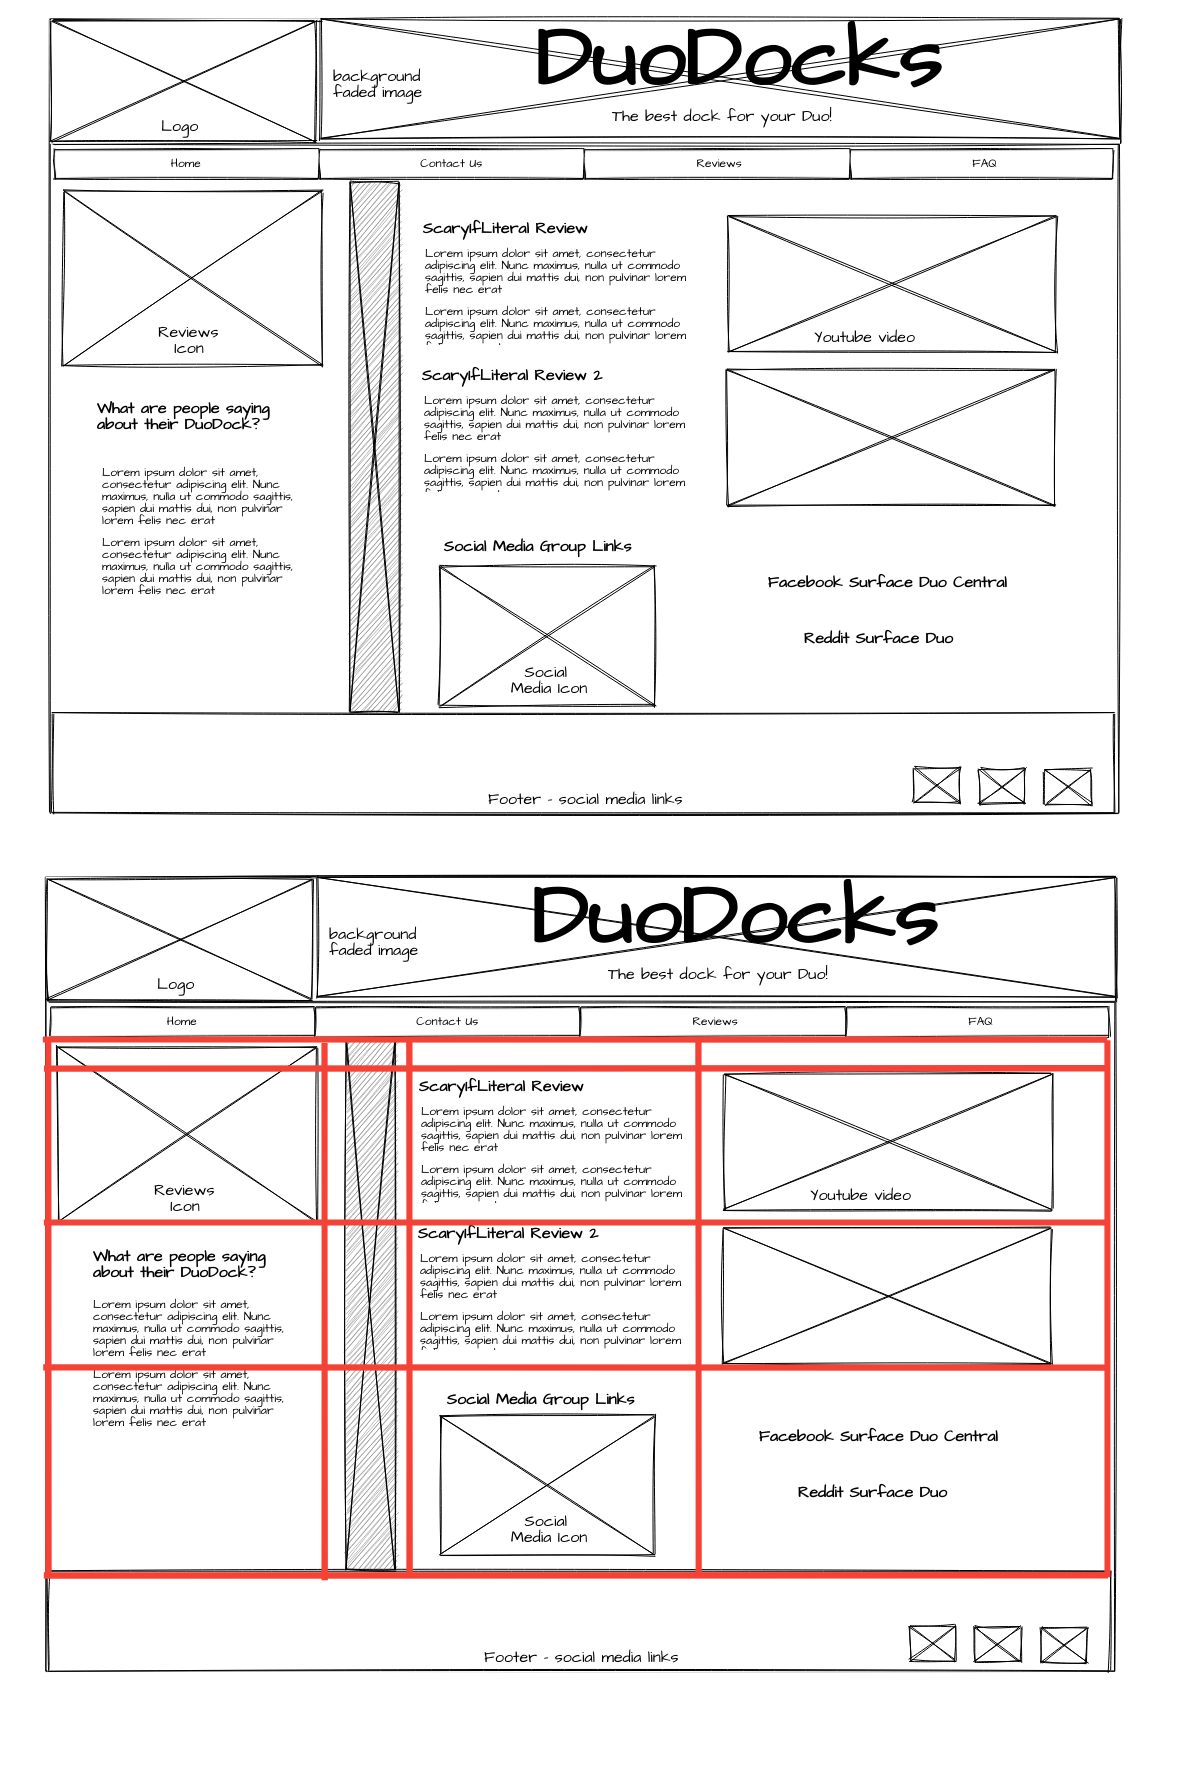 DuoDocks
background
faded image
The best dock for your Duo!
Logo
Home
Contact Us
Reviews
FAQ
Reviews
Icon
What are people saying
about their DuoDock?
Lorem ipsum dolor sit amet,
consectetur adipiscing elit. Nunc
maximus, nulla ut commodo sagittis,
sapien dui mattis dui, non pulvinar
lorem felis nec erat
Lorem ipsum dolor sit amet,
consectetur adipiscing elit. Nunc
maximus, nulla ut commodo sagittis,
sapien dui mattis dui, non pulvinar
lorem felis nec erat
ScaryIfLiteral Review
Lorem ipsum dolor sit amet, consectetur
adipiscing elit. Nunc maximus, nulla ut commodo
sagittis, sapien dui mattis dui, non pulvinar lorem
felis nec erat
Lorem ipsum dolor sit amet, consectetur
adipiscing elit. Nunc maximus, nulla ut commodo
sagittis, sapien dui mattis dui, non pulvinar lorem
Youtube video
ScaryIfLiteral Review 2
Lorem ipsum dolor sit amet, consectetur
adipiscing elit. Nunc maximus, nulla ut commodo
sagittis, sapien dui mattis dui, non pulvinar lorem
felis nec erat
Lorem ipsum dolor sit amet, consectetur
adipiscing elit. Nunc maximus, nulla ut commodo
sagittis, sapien dui mattis dui, non pulvinar lorem
Social Media Group Links
Social
Media Icon
Facebook Surface Duo Central
Reddit Surface Duo
Footer - social media links
DuoDocks
background
faded image
The best dock for your Duo!
Logo
Home
Contact Us
Reviews
FAQ
Reviews
Icon
What are people saying
about their DuoDock?
Lorem ipsum dolor sit amet,
consectetur adipiscing elit. Nunc
maximus, nulla ut commodo sagittis,
sapien dui mattis dui, non pulvinar
lorem felis nec erat
Lorem ipsum dolor sit amet,
consectetur adipiscing elit. Nunc
maximus, nulla ut commodo sagittis,
sapien dui mattis dui, non pulvinar
lorem felis nec erat
ScaryIfLiteral Review
Lorem ipsum dolor sit amet, consectetur
adipiscing elit. Nunc maximus, nulla ut commodo
sagittis, sapien dui mattis dui, non pulvinar lorem
felis nec erat
Lorem ipsum dolor sit amet, consectetur
adipiscing elit. Nunc maximus, nulla ut commodo
sagittis, sapien dui mattis dui, non pulvinar lorem
Youtube video
ScaryIfLiteral Review 2
Lorem ipsum dolor sit amet, consectetur
adipiscing elit. Nunc maximus, nulla ut commodo
sagittis, sapien dui mattis dui, non pulvinar lorem
felis nec erat
Lorem ipsum dolor sit amet, consectetur
adipiscing elit. Nunc maximus, nulla ut commodo
sagittis, sapien dui mattis dui, non pulvinar lorem
Social Media Group Links
Social
Media Icon
Facebook Surface Duo Central
Reddit Surface Duo
Footer - social media links